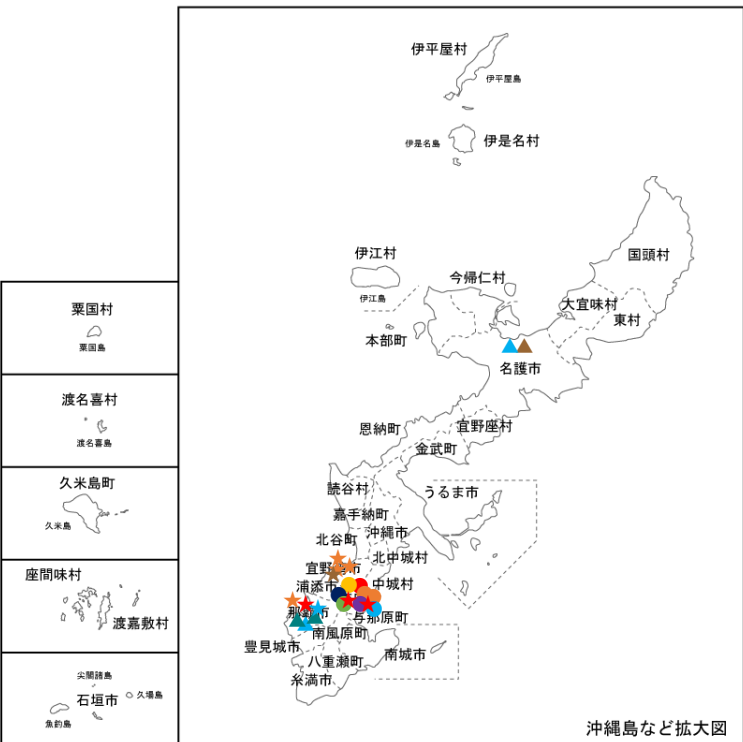 伊平屋村
伊平屋島
伊是名島
伊是名村
国頭村
伊江村
伊江島
今帰仁村
大宜味村
東村
本部町
名護市
粟国村
粟国島
渡名喜村
渡名喜島
恩納町
宜野座村
金武町
久米島町
久米島
読谷村
うるま市
嘉手納町
沖縄市
北谷町
北中城村
宜野湾市
座間味村
渡嘉敷村
浦添市
中城村
那覇市
与那原町
南風原町
豊見城市
八重瀬町
南城市
糸満市
尖閣諸島
石垣市
久場島
魚釣島
沖縄島など拡大図